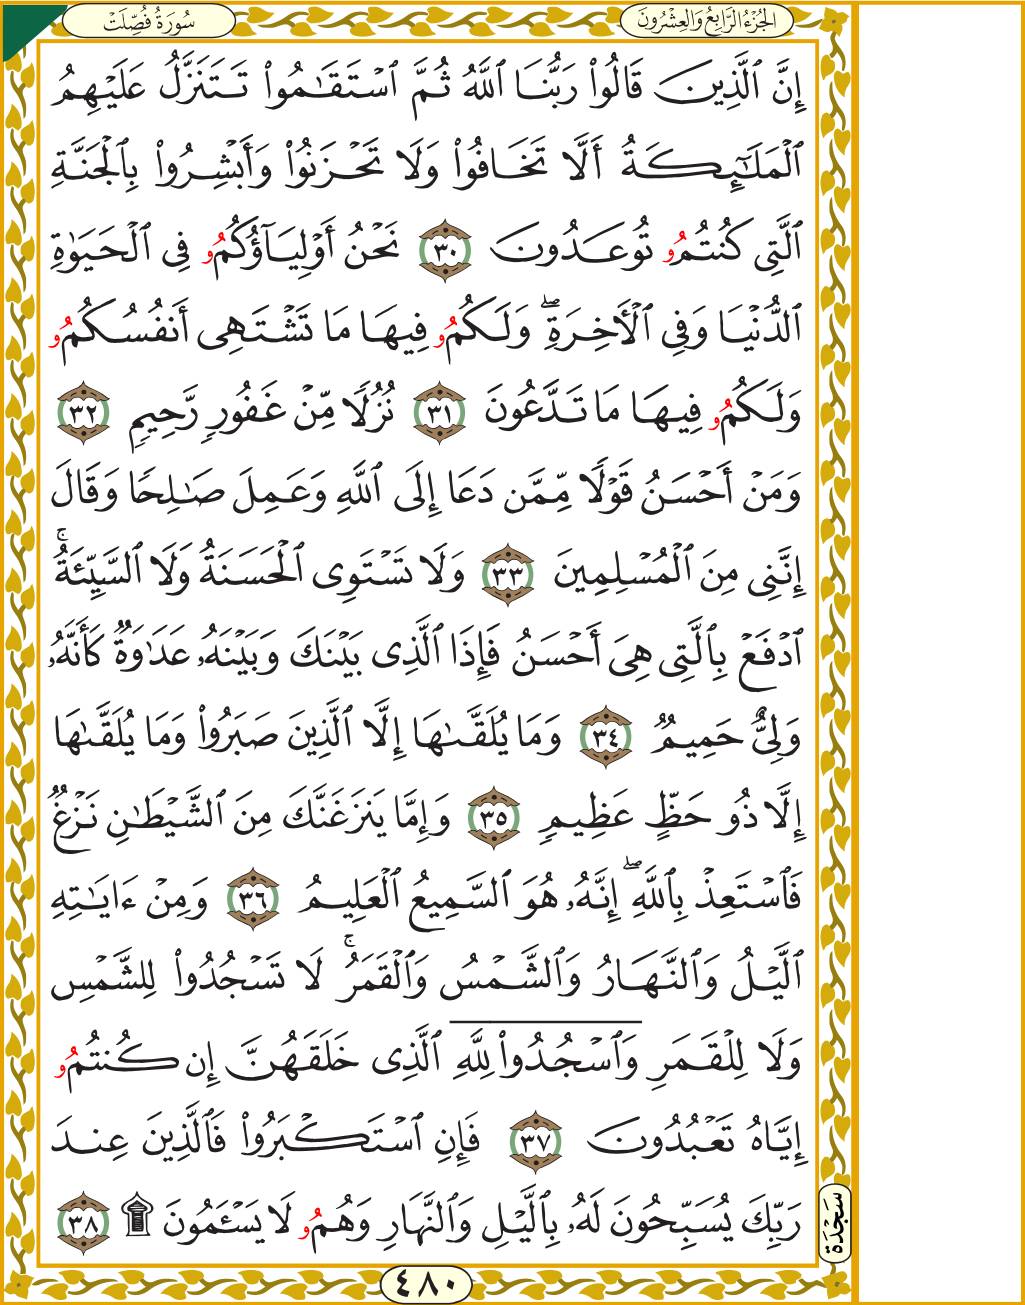 سُورَةُ فُصِّلَتْ
الجُزْءُ الرَّابِعُ وَالعِشْرُونَ
إِنَّ ٱلَّذِينَ قَالُوا۟ رَبُّنَا ٱللَّهُ ثُمَّ ٱسْتَقَـٰمُوا۟ تَتَنَزَّلُ عَلَيْهِمُ
ٱلْمَلَـٰٓئِكَةُ أَلَّا تَخَافُوا۟ وَلَا تَحْزَنُوا۟ وَأَبْشِرُوا۟ بِٱلْجَنَّةِ
ٱلَّتِى كُنتُمُۥ تُوعَدُونَ ٣٠ نَحْنُ أَوْلِيَآؤُكُمُۥ فِى ٱلْحَيَوٰةِ
ٱلدُّنْيَا وَفِى ٱلْأَخِرَةِ ۖ وَلَكُمُۥ فِيهَا مَا تَشْتَهِى أَنفُسُكُمُۥ
وَلَكُمُۥ فِيهَا مَا تَدَّعُونَ ٣١ نُزُلًا مِّنْ غَفُورٍ رَّحِيمٍ ٣٢
وَمَنْ أَحْسَنُ قَوْلًا مِّمَّن دَعَا إِلَى ٱللَّهِ وَعَمِلَ صَـٰلِحًا وَقَالَ
إِنَّنِى مِنَ ٱلْمُسْلِمِينَ ٣٣ وَلَا تَسْتَوِى ٱلْحَسَنَةُ وَلَا ٱلسَّيِّئَةُ ۚ
ٱدْفَعْ بِٱلَّتِى هِىَ أَحْسَنُ فَإِذَا ٱلَّذِى بَيْنَكَ وَبَيْنَهُۥ عَدَٰوَةٌ كَأَنَّهُۥ
وَلِىٌّ حَمِيمٌ ٣٤ وَمَا يُلَقَّـٰهَا إِلَّا ٱلَّذِينَ صَبَرُوا۟ وَمَا يُلَقَّـٰهَا
إِلَّا ذُو حَظٍّ عَظِيمٍ ٣٥ وَإِمَّا يَنزَغَنَّكَ مِنَ ٱلشَّيْطَـٰنِ نَزْغٌ
فَٱسْتَعِذْ بِٱللَّهِ ۖ إِنَّهُۥ هُوَ ٱلسَّمِيعُ ٱلْعَلِيمُ ٣٦ وَمِنْ ءَايَـٰتِهِ
ٱلَّيْلُ وَٱلنَّهَارُ وَٱلشَّمْسُ وَٱلْقَمَرُ ۚ لَا تَسْجُدُوا۟ لِلشَّمْسِ
وَلَا لِلْقَمَرِ وَٱسْجُدُوا۟ لِلَّهِ ٱلَّذِى خَلَقَهُنَّ إِن كُنتُمُۥ
إِيَّاهُ تَعْبُدُونَ ٣٧ فَإِنِ ٱسْتَكْبَرُوا۟ فَٱلَّذِينَ عِندَ
رَبِّكَ يُسَبِّحُونَ لَهُۥ بِٱلَّيْلِ وَٱلنَّهَارِ وَهُمُۥ لَا يَسْـَٔمُونَ ۩ ٣٨
سَجْدَة
٤٨٠